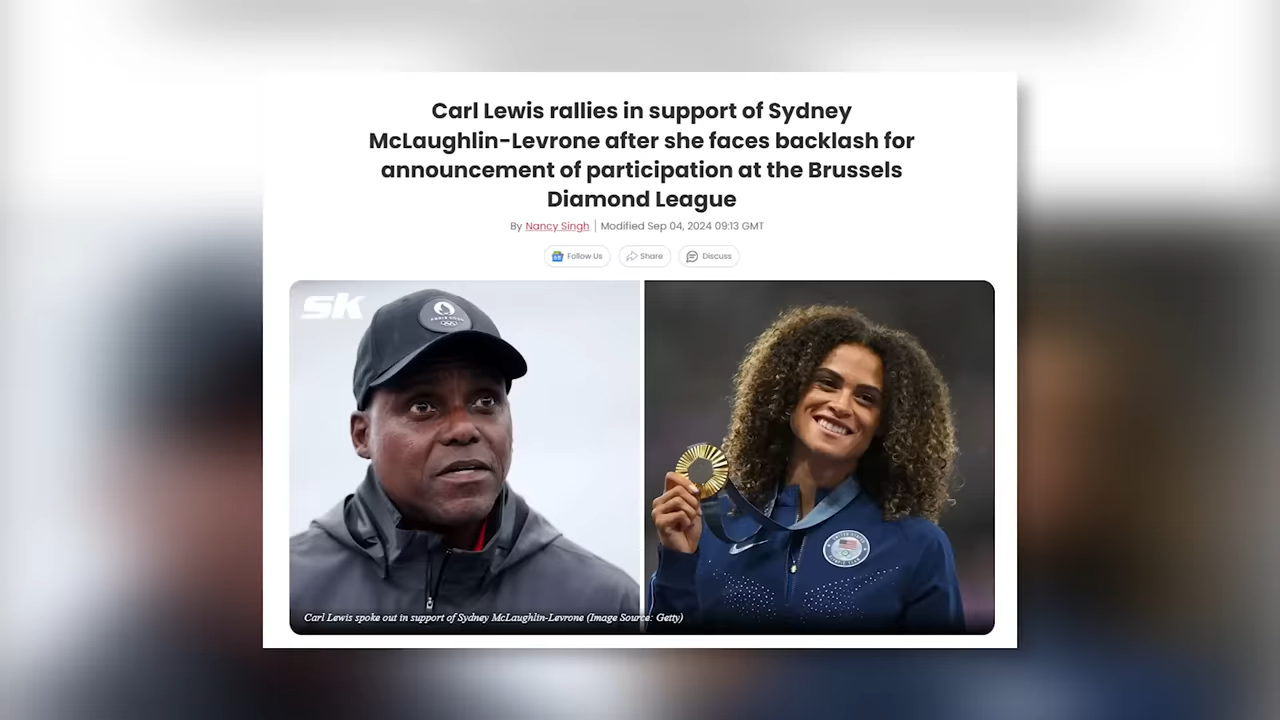 Carl Lewis rallies in support of Sydney
McLaughlin-Levrone after she faces backlash for
announcement of participation at the Brussels
Diamond League
By Nancy Singh | Modified Sep 04, 2024 09:13 GMT
Follow Us Share Discuss
SK
Carl Lewis spoke out in support of Sydney McLaughlin-Levrone (Image Source: Getty)